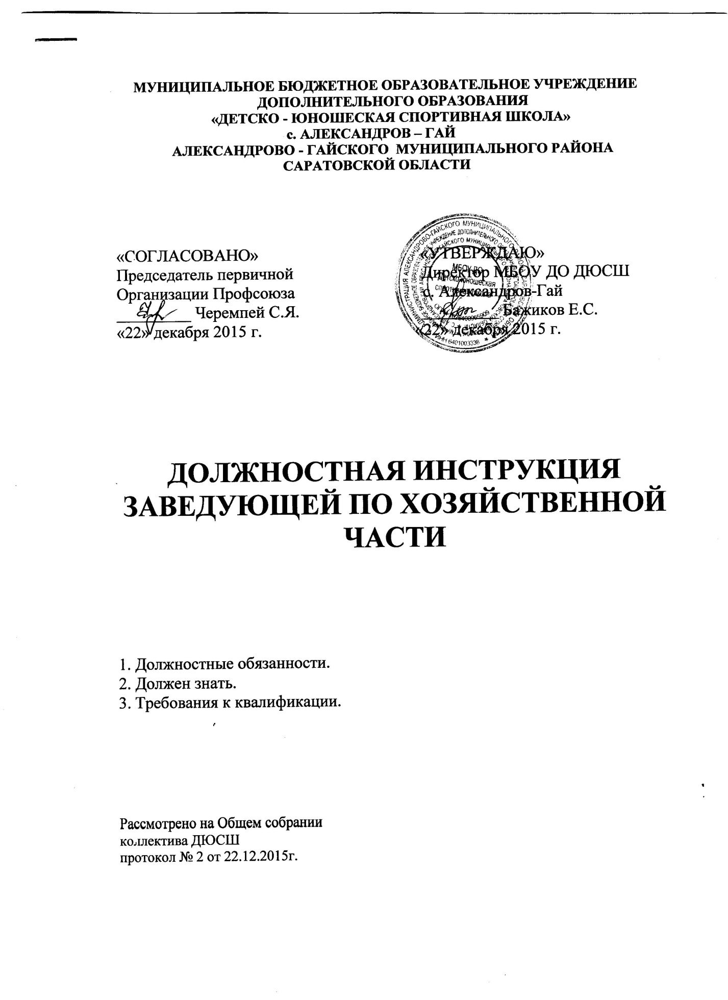 МУНИЦИПАЛЬНОЕ БЮДЖЕТНОЕ ОБРАЗОВАТЕЛЬНОЕ УЧРЕЖДЕНИЕ
ДОПОЛНИТЕЛЬНОГО ОБРАЗОВАНИЯ
«ДЕТСКО - ЮНОШЕСКАЯ СПОРТИВНАЯ ШКОЛА»
с. АЛЕКСАНДРОВ – ГАЙ
АЛЕКСАНДРОВО - ГАЙСКОГО МУНИЦИПАЛЬНОГО РАЙОНА
САРАТОВСКОЙ ОБЛАСТИ
«СОГЛАСОВАНО»
Председатель первичной
Организации Профсоюза
_________ Черемпей С.Я.
«22» декабря 2015 г.
«УТВЕРЖДАЮ»
Директор МБОУ ДО ДЮСШ
с. Александров-Гай
_________ Бажиков Е.С.
«22» декабря 2015 г.
МБОУ ДО
Детско-юношеская
ИНН 6401003338
ДОЛЖНОСТНАЯ ИНСТРУКЦИЯ
ЗАВЕДУЮЩЕЙ ПО ХОЗЯЙСТВЕННОЙ
ЧАСТИ
1. Должностные обязанности.
2. Должен знать.
3. Требования к квалификации.
Рассмотрено на Общем собрании
коллектива ДЮСШ
протокол № 2 от 22.12.2015г.